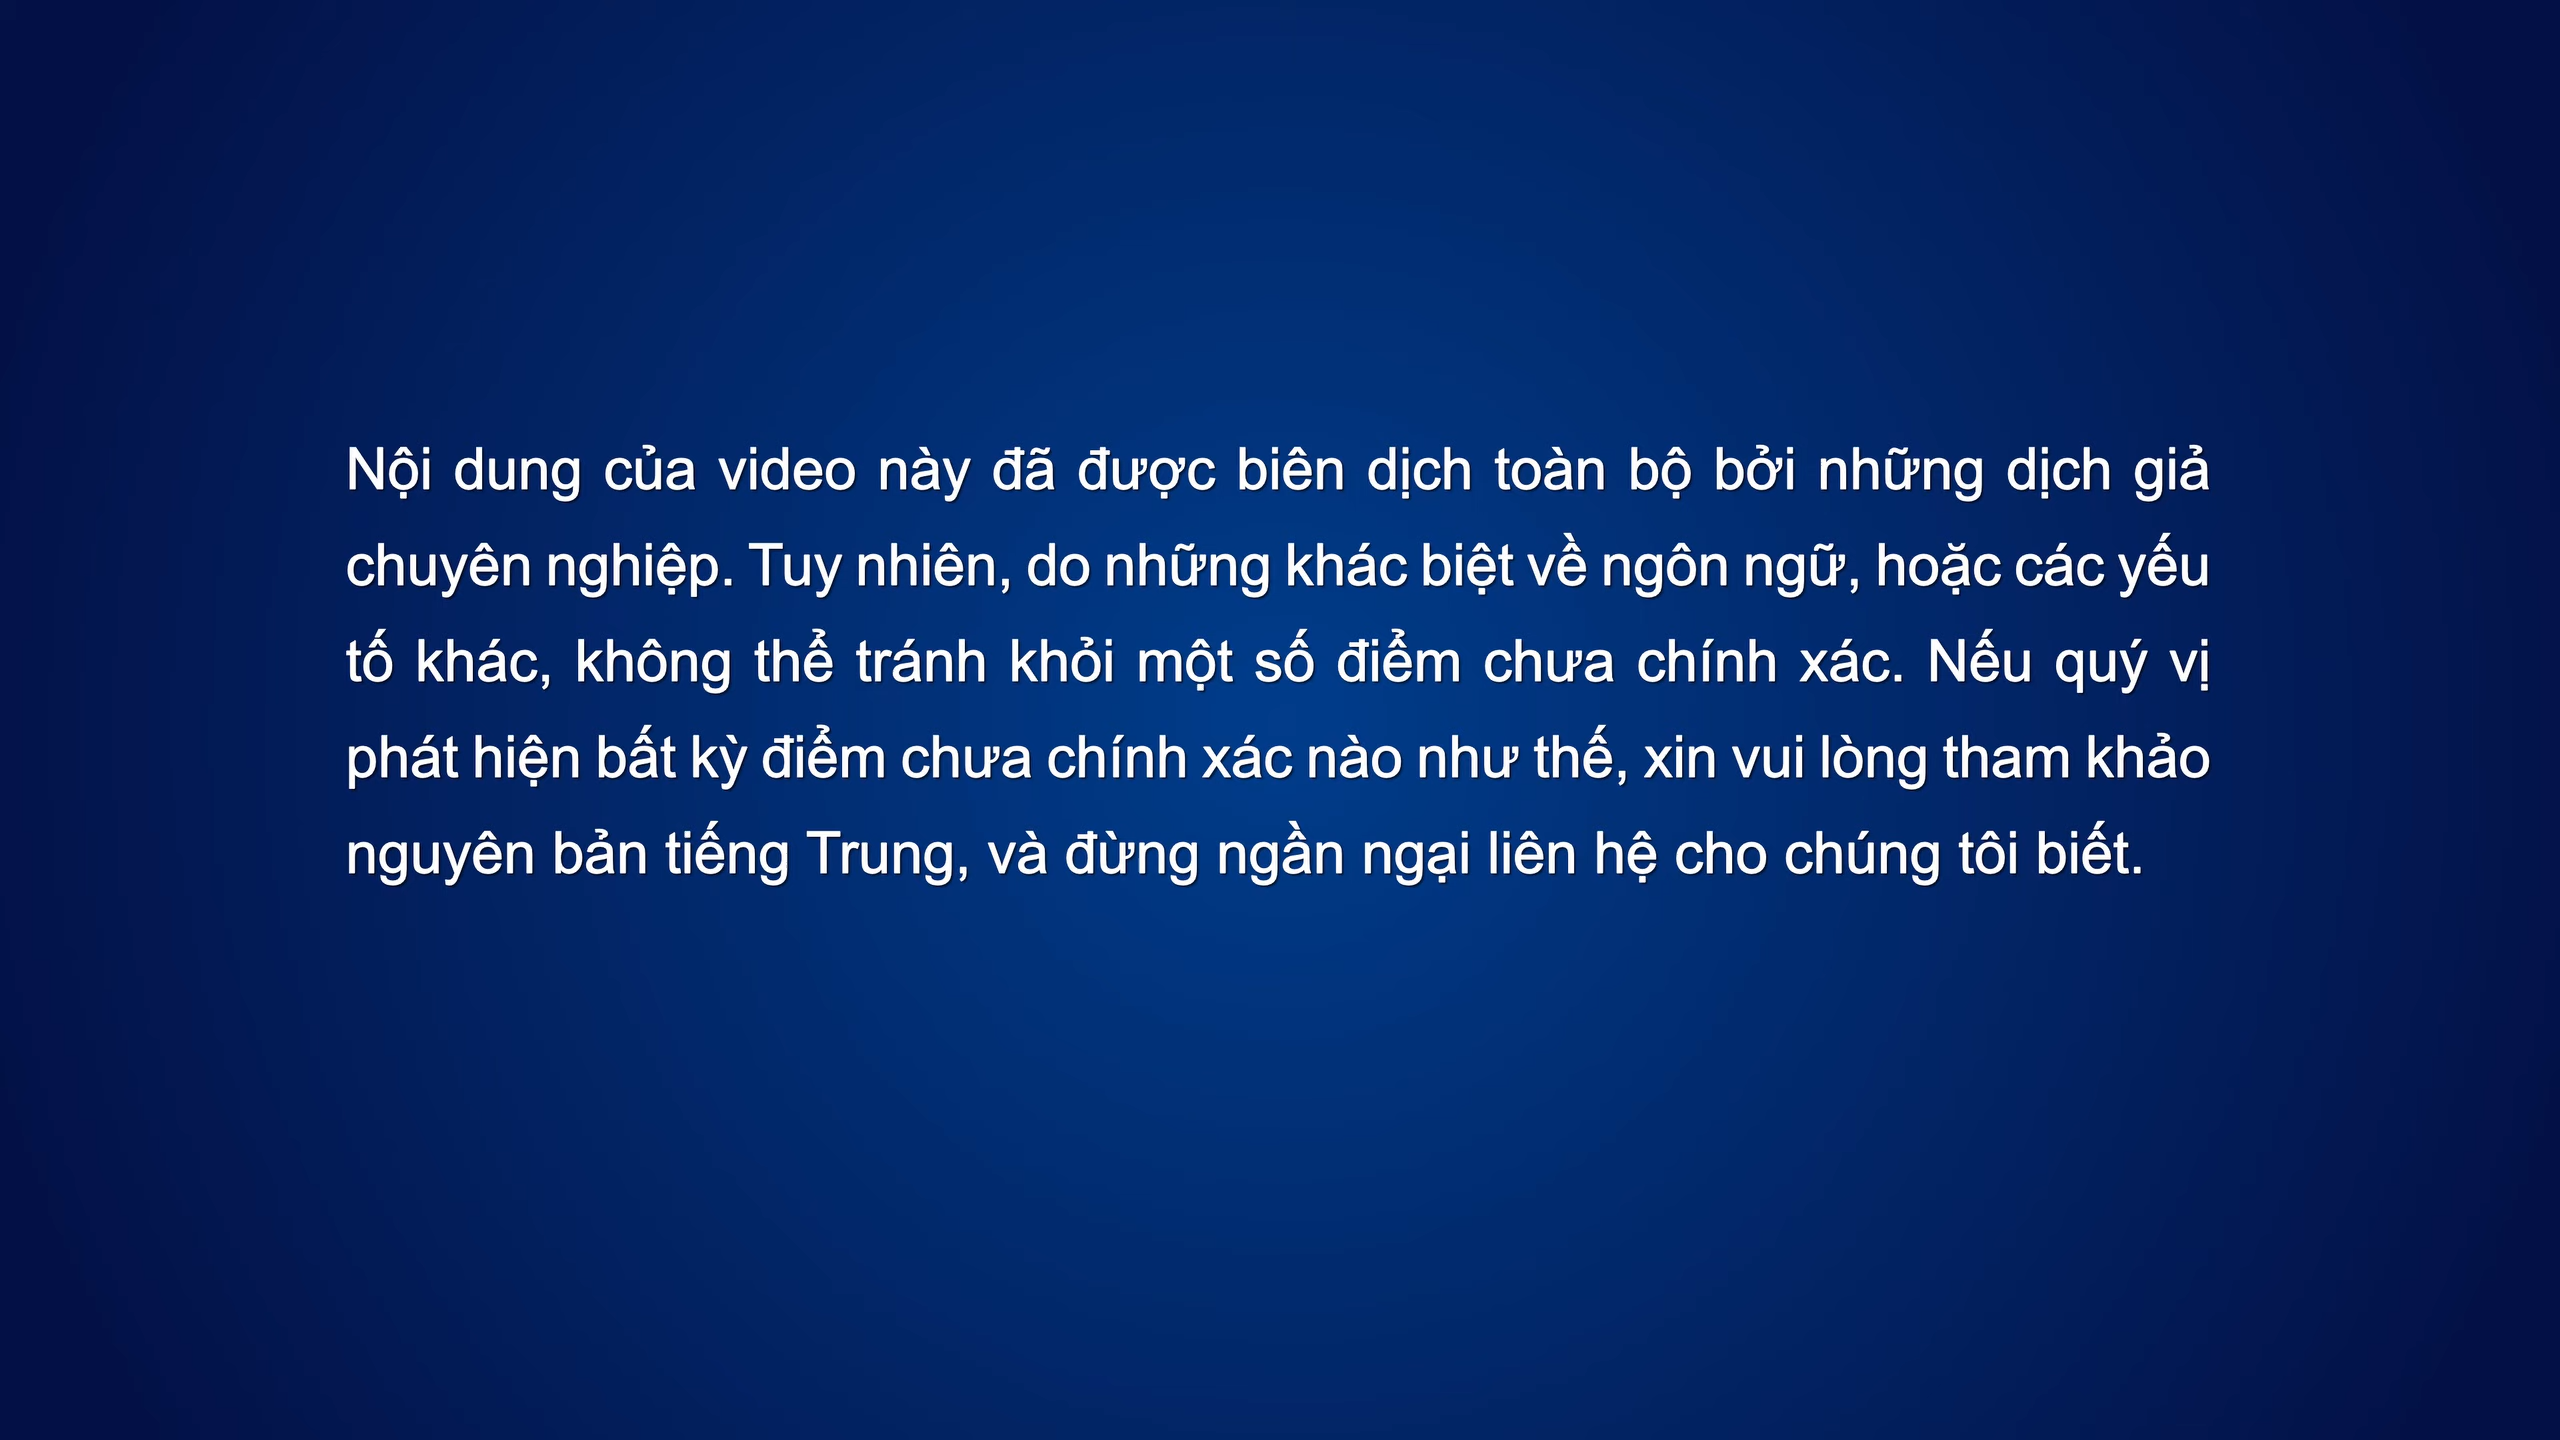 Nội dung của video này đã được biên dịch toàn bộ bởi những dịch giả
chuyên nghiệp. Tuy nhiên, do những khác biệt về ngôn ngữ, hoặc các yếu
tố khác, không thể tránh khỏi một số điểm chưa chính xác. Nếu quý vị
phát hiện bất kỳ điểm chưa chính xác nào như thế, xin vui lòng tham khảo
nguyên bản tiếng Trung, và đừng ngần ngại liên hệ cho chúng tôi biết.